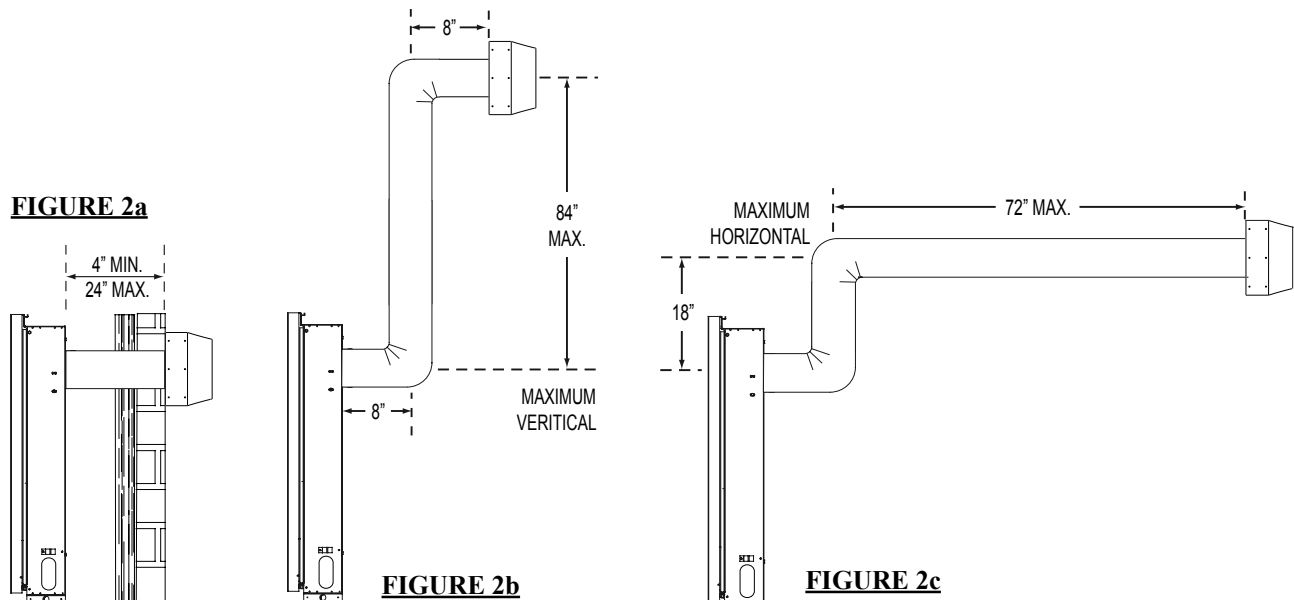 FIGURE 2a
4” MIN.
24” MAX.
8”
84”
MAX.
8”
MAXIMUM
VERITICAL
FIGURE 2b
MAXIMUM
HORIZONTAL
72” MAX.
18”
FIGURE 2c